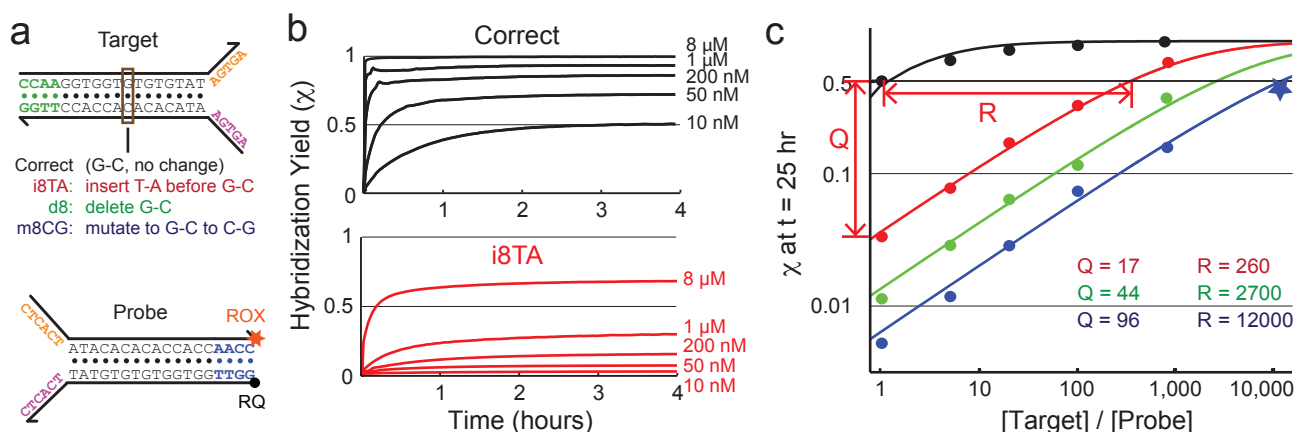 a
Target
CCAAGGTGGTGTGTGTAT
GGTTCCACCACACACATA
AGTGA
AGTGA
Correct (G-C, no change)
i8TA: insert T-A before G-C
d8: delete G-C
m8CG: mutate to G-C to C-G
Probe
ROX
CTCACT
ATACACACACCACCAACC
TATGTGTGTGGTGGTTGG
CTCACT
RQ
b
Correct
Hybridization Yield (χ)
1
0.5
0
8 µM
1 µM
200 nM
50 nM
10 nM
1 2 3 4
i8TA
1
0.5
0
8 µM
1 µM
200 nM
50 nM
10 nM
1 2 3 4
Time (hours)
c
χ at t = 25 hr
0.5
0.1
0.01
Q
R
Q = 17 R = 260
Q = 44 R = 2700
Q = 96 R = 12000
1 10 100 1,000 10,000
[Target] / [Probe]